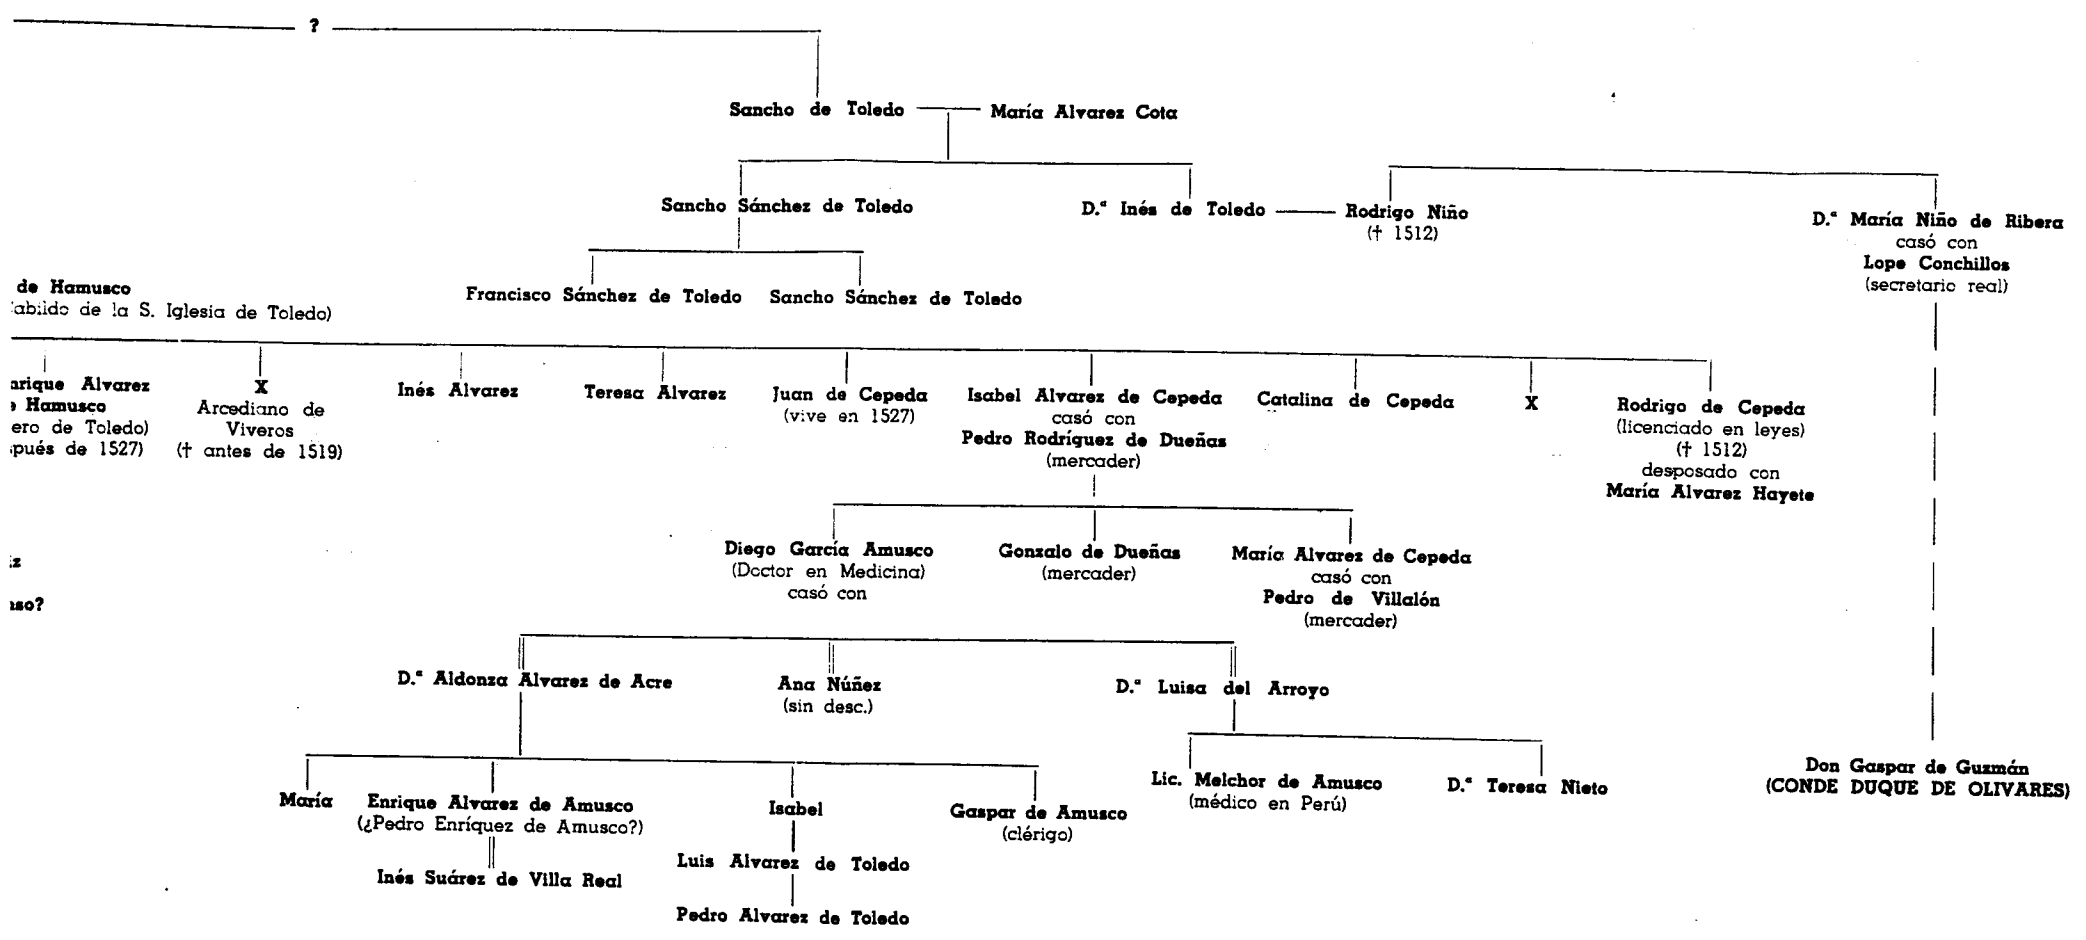 ?
Sancho de Toledo María Alvarez Cota
Sancho Sánchez de Toledo D.ª Inés de Toledo Rodrigo Niño
(† 1512)
D.ª María Niño de Ribera
casó con
Lope Conchillos
(secretario real)
Francisco Sánchez de Toledo Sancho Sánchez de Toledo
de Hamusco
abildo de la S. Iglesia de Toledo)
nrique Alvarez
Hamusco
ero de Toledo)
pués de 1527)
X
Arcediano de
Viveros
(† antes de 1519)
Inés Alvarez
Teresa Alvarez
Juan de Cepeda
(vive en 1527)
Isabel Alvarez de Cepeda
casó con
Pedro Rodríguez de Dueñas
(mercader)
Catalina de Cepeda
X
Rodrigo de Cepeda
(licenciado en leyes)
(† 1512)
desposado con
María Alvarez Hayete
Diego García Amusco
(Doctor en Medicina)
casó con
Gonzalo de Dueñas
(mercader)
María Alvarez de Cepeda
casó con
Pedro de Villalón
(mercader)
iz
aso?
D.ª Aldonza Alvarez de Acre
Ana Núñez
(sin desc.)
D.ª Luisa del Arroyo
María
Enrique Alvarez de Amusco
(¿Pedro Enríquez de Amusco?)
Inés Suárez de Villa Real
Isabel
Luis Alvarez de Toledo
Pedro Alvarez de Toledo
Gaspar de Amusco
(clérigo)
Lic. Melchor de Amusco
(médico en Perú)
D.ª Teresa Nieto
Don Gaspar de Guzmán
(CONDE DUQUE DE OLIVARES)